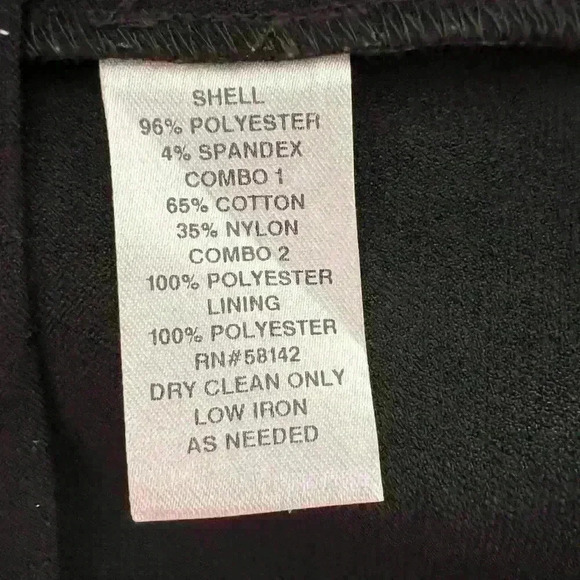 SHELL
96% POLYESTER
4% SPANDEX
COMBO 1
65% COTTON
35% NYLON
COMBO 2
100% POLYESTER
LINING
100% POLYESTER
RN#58142
DRY CLEAN ONLY
LOW IRON
AS NEEDED